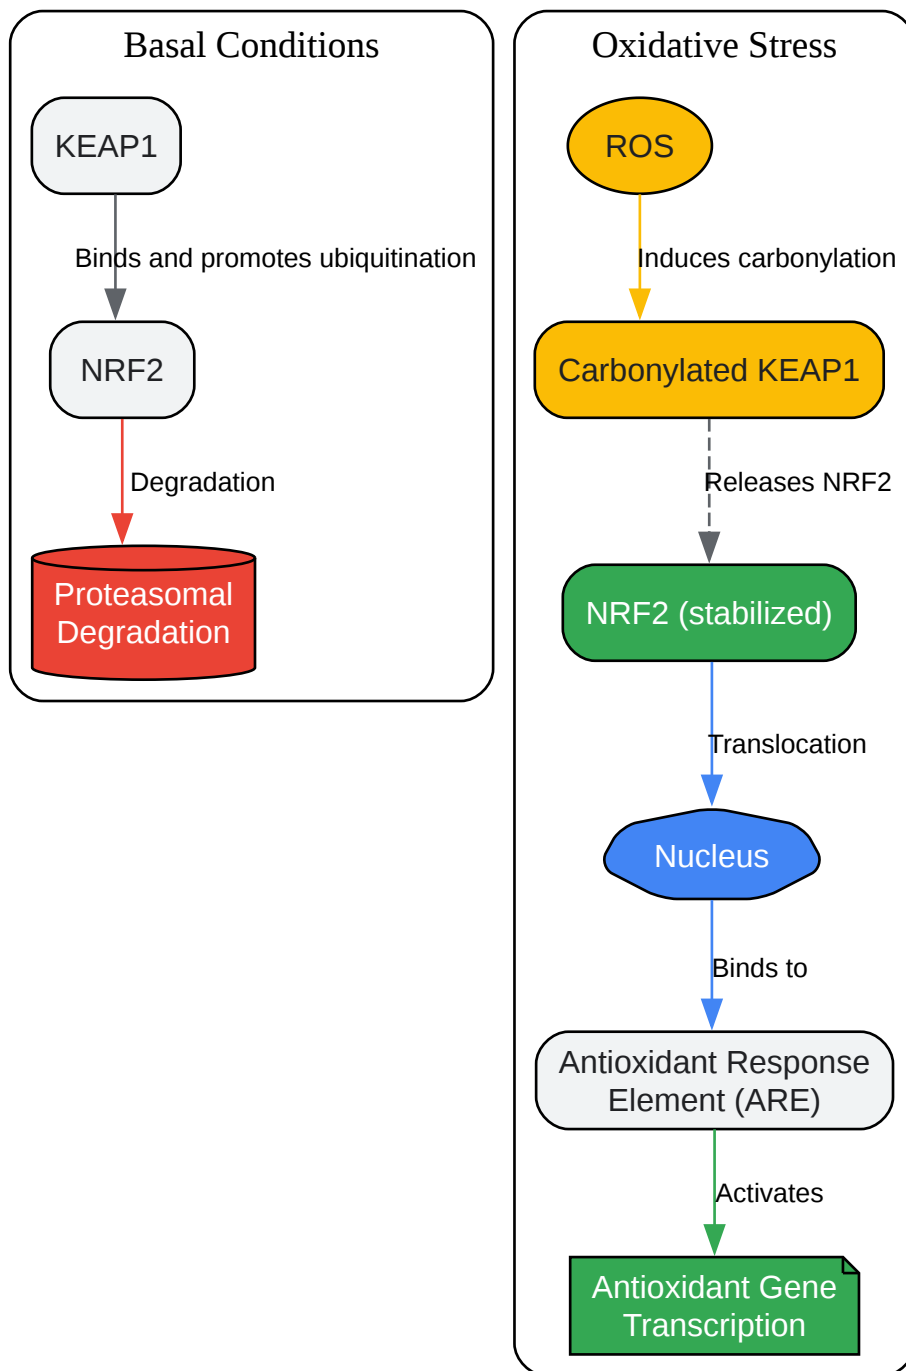 Basal Conditions
KEAP1
Binds and promotes ubiquitination
NRF2
Degradation
Proteasomal
Degradation
Oxidative Stress
ROS
Induces carbonylation
Carbonylated KEAP1
Releases NRF2
NRF2 (stabilized)
Translocation
Nucleus
Binds to
Antioxidant Response
Element (ARE)
Activates
Antioxidant Gene
Transcription